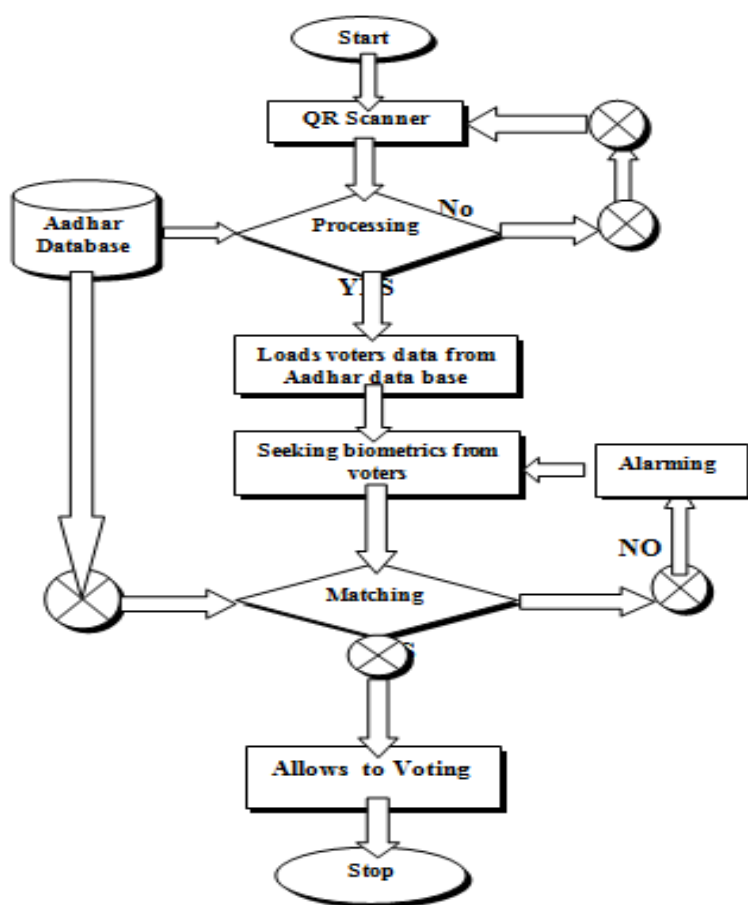 Start
QR Scanner
No
Aadhar
Database
Processing
Loads voters data from
Aadhar data base
Seeking biometrics from
voters
Alarming
NO
Matching
Allows to Voting
Stop